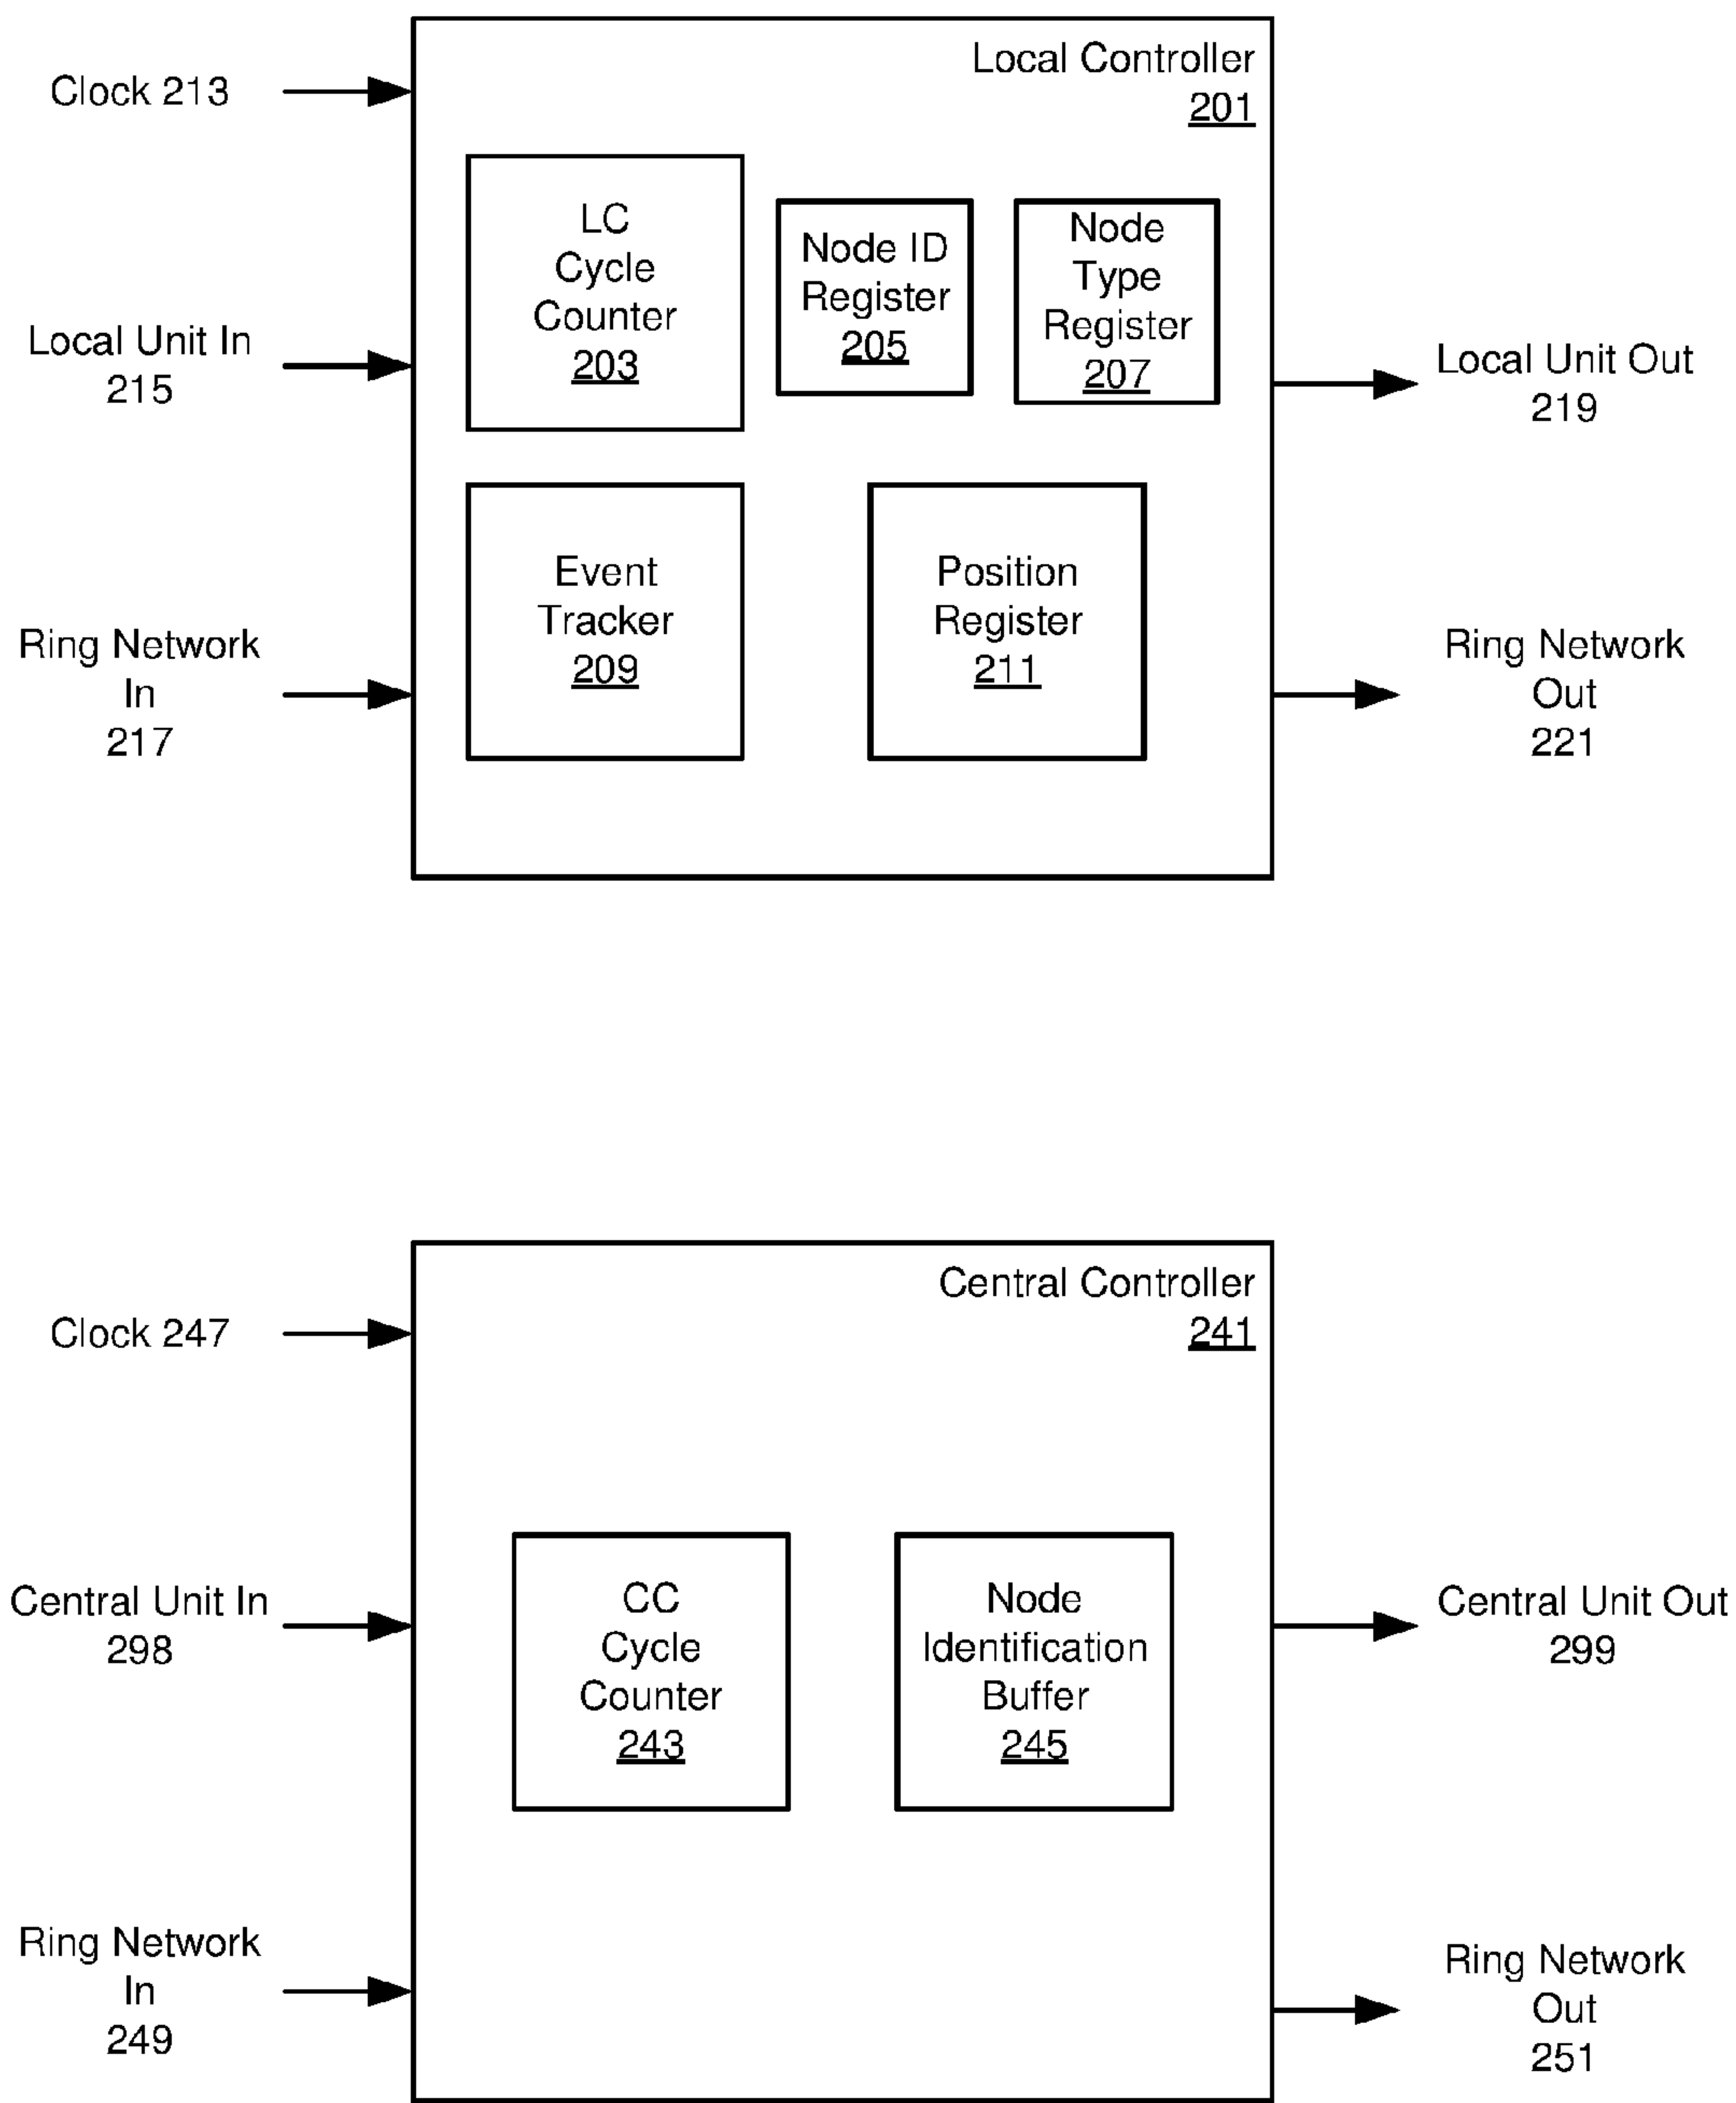 Local Controller
201
Clock 213
LC
Cycle
Counter
203
Node ID
Register
205
Node
Type
Register
207
Local Unit In
215
Local Unit Out
219
Event
Tracker
209
Position
Register
211
Ring Network
In
217
Ring Network
Out
221
Central Controller
241
Clock 247
CC
Cycle
Counter
243
Node
Identification
Buffer
245
Central Unit In
298
Central Unit Out
299
Ring Network
In
249
Ring Network
Out
251